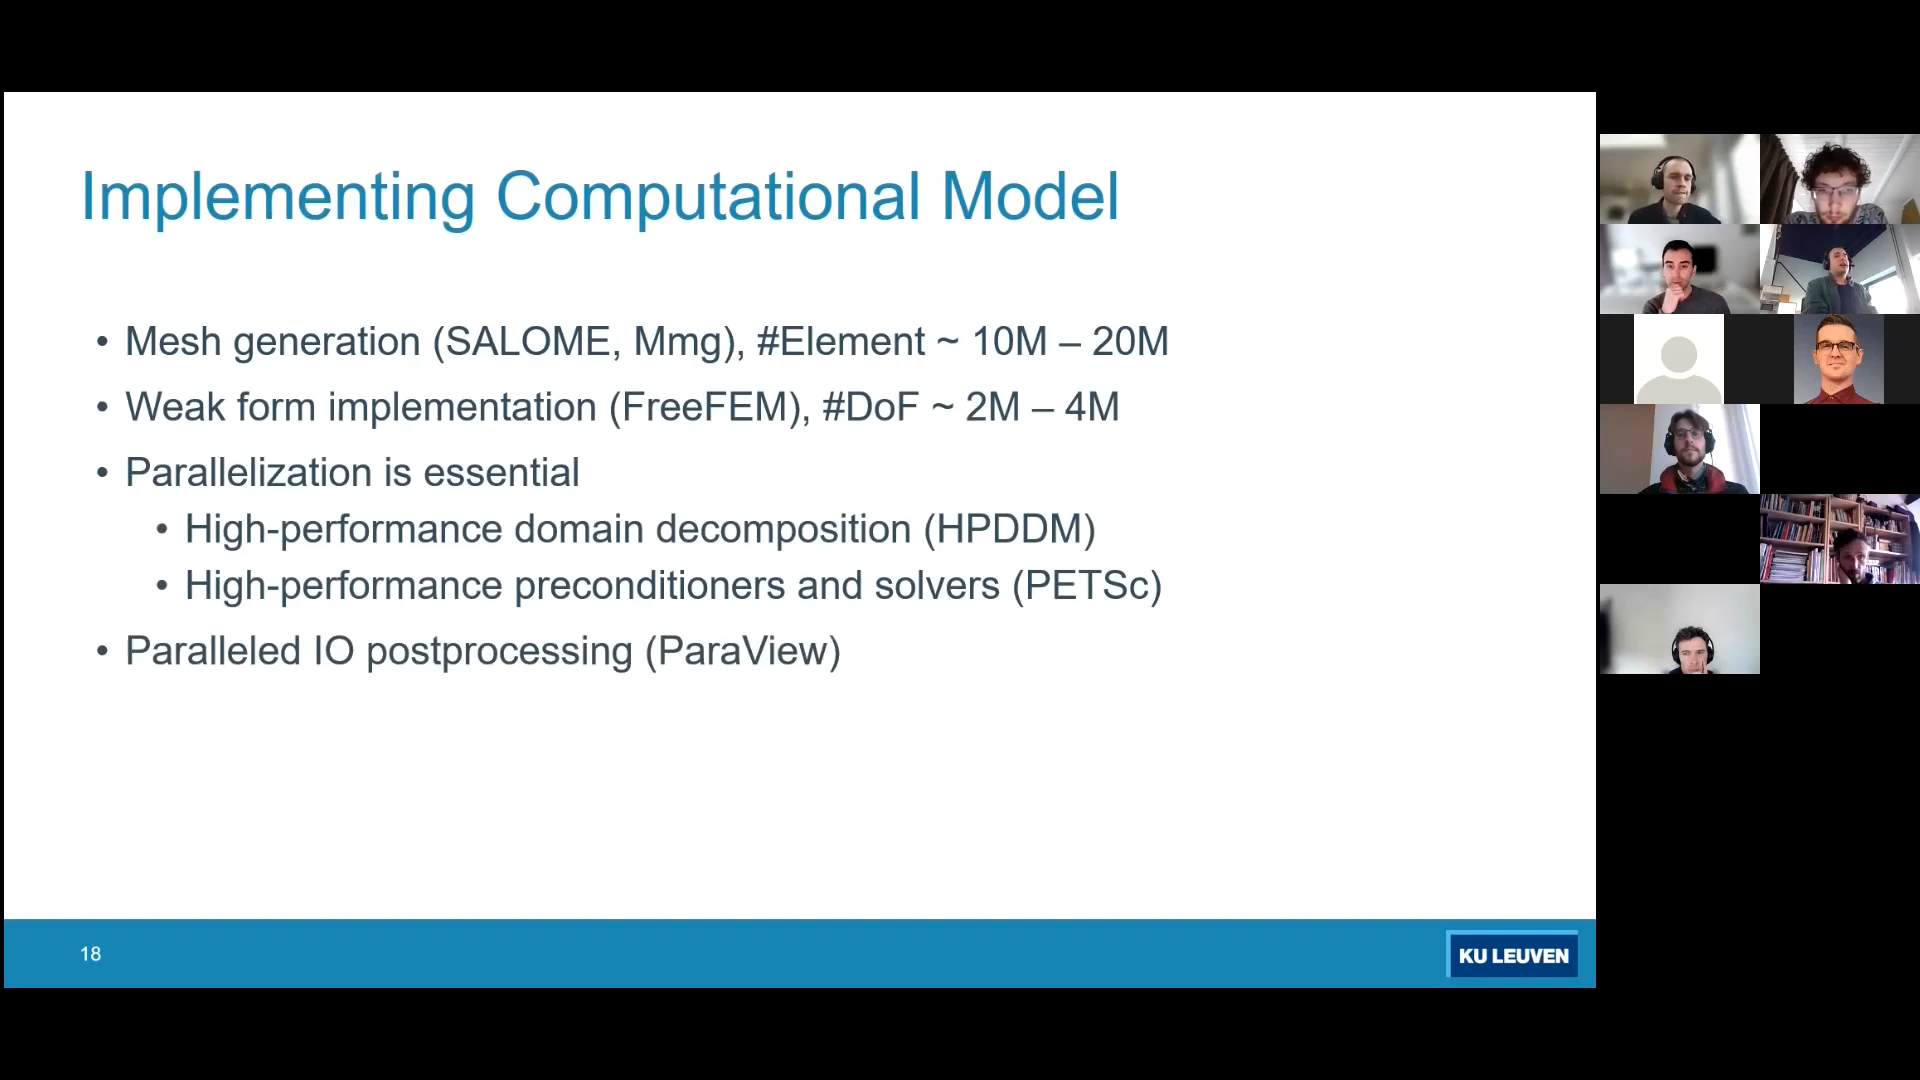 Implementing Computational Model
• Mesh generation (SALOME, Mmg), #Element ~ 10M – 20M
• Weak form implementation (FreeFEM), #DoF ~ 2M – 4M
• Parallelization is essential
• High-performance domain decomposition (HPDDM)
• High-performance preconditioners and solvers (PETSc)
• Paralleled IO postprocessing (ParaView)
18
KU LEUVEN